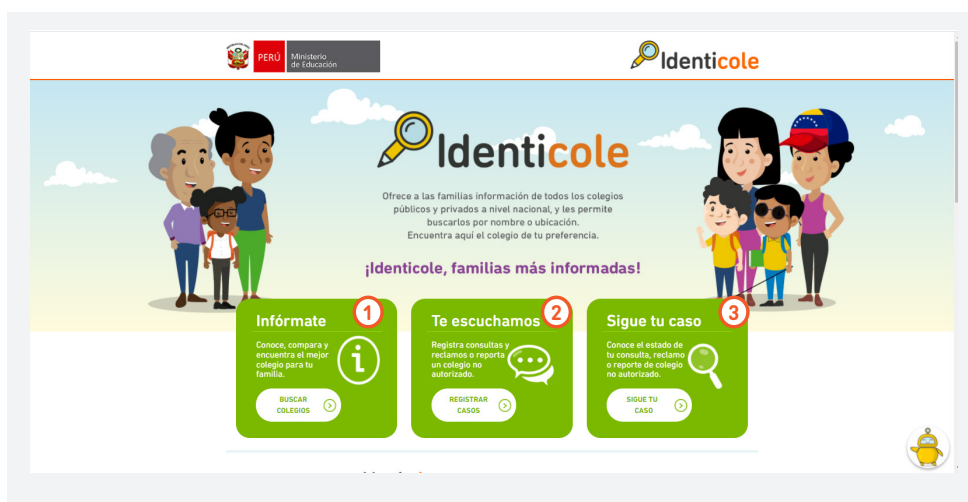 PERÚ
Ministerio
de Educación
Identicole
Identicole
Ofrece a las familias información de todos los colegios
públicos y privados a nivel nacional, y les permite
buscarlos por nombre o ubicación.
Encuentra aquí el colegio de tu preferencia.
¡Identicole, familias más informadas!
Infórmate
1
Conoce, compara y
encuentra el mejor
colegio para tu
familia.
i
BUSCAR
COLEGIOS
Te escuchamos
2
Registra consultas y
reclamos o reporta
un colegio no
autorizado.
REGISTRAR
CASOS
Sigue tu caso
3
Conoce el estado de
tu consulta, reclamo
o reporte de colegio
no autorizado.
SIGUE TU
CASO